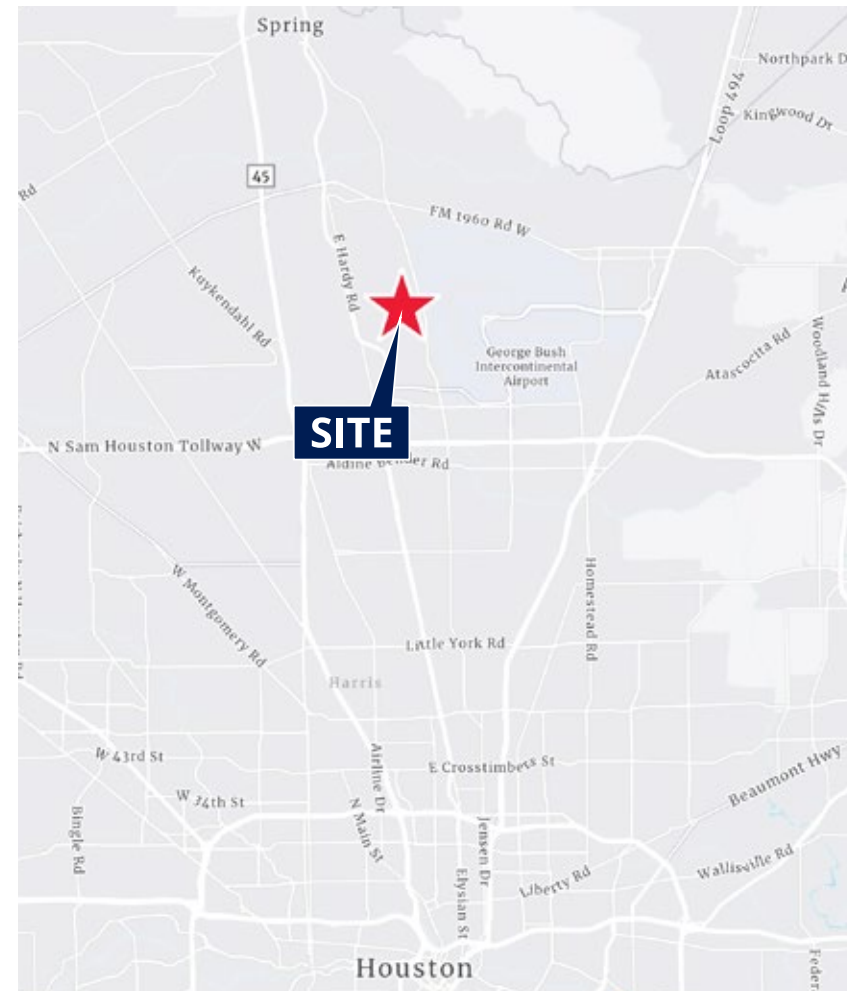 Spring
Northpark D
Loop 494
Kingwood Dr
45
Rd
FM 1960 Rd W
E Hardy Rd
Kuykendahl Rd
George Bush
Intercontinental
Airport
Atascocita Rd
Woodland Hills Dr
SITE
N Sam Houston Tollway W
Aldine Bender Rd
W Montgomery Rd
Homestead Rd
Little York Rd
Harris
W 43rd St
Airline Dr
E Crosstimbers St
Beaumont Hwy
W 34th St
N Main St
Bingle Rd
Jensen Dr
Wallisville Rd
Liberty Rd
Elysian St
Houston
Feder